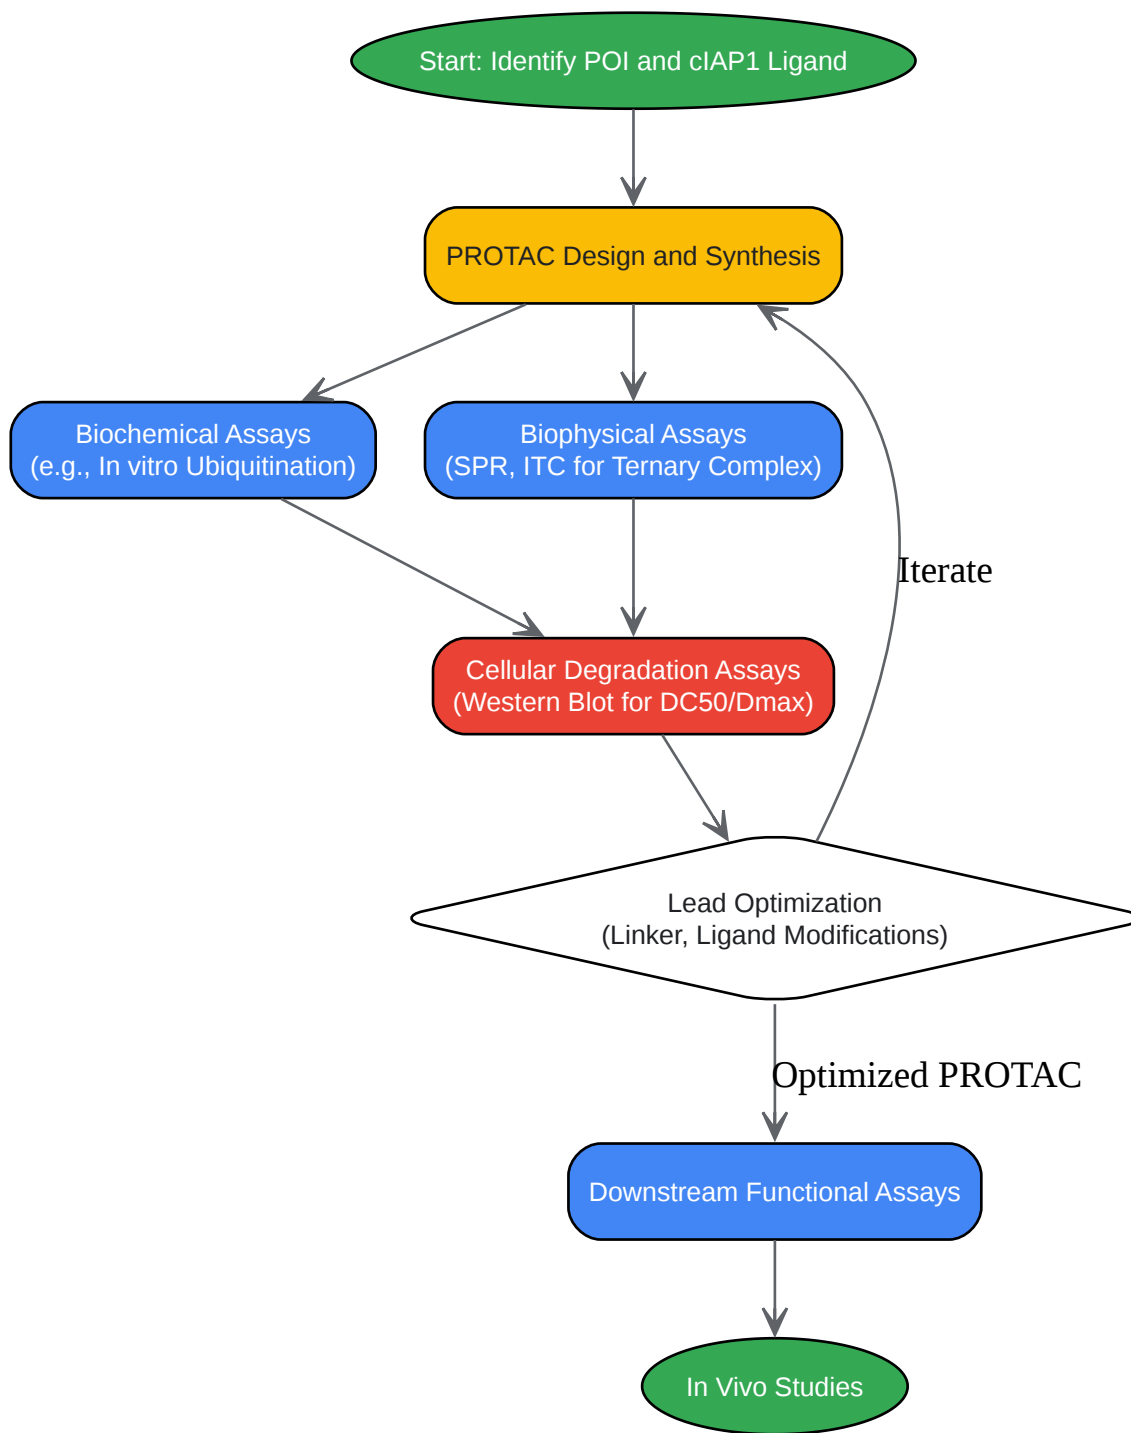 Start: Identify POI and cIAP1 Ligand
PROTAC Design and Synthesis
Biochemical Assays
(e.g., In vitro Ubiquitination)
Biophysical Assays
(SPR, ITC for Ternary Complex)
Iterate
Cellular Degradation Assays
(Western Blot for DC50/Dmax)
Lead Optimization
(Linker, Ligand Modifications)
Optimized PROTAC
Downstream Functional Assays
In Vivo Studies